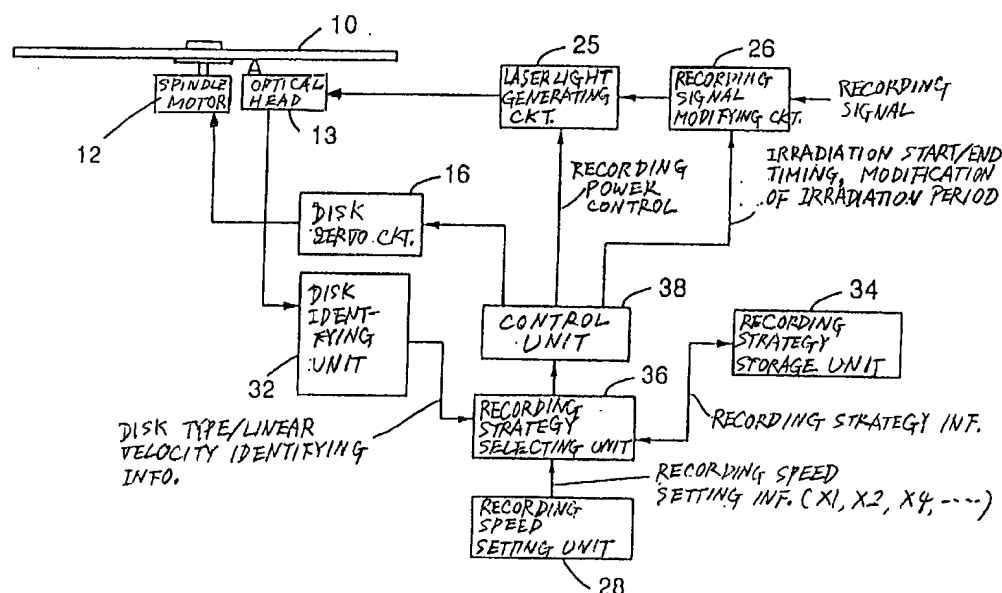 10
25
26
SPINDLE
MOTOR
OPTICAL
HEAD
LASER LIGHT
GENERATING
CKT.
RECORDING
SIGNAL
MODIFYING CKT.
RECORDING
SIGNAL
12
13
16
DISK
SERVO CKT.
RECORDING
POWER
CONTROL
IRRADIATION START/END
TIMING, MODIFICATION
OF IRRADIATION PERIOD
DISK
IDENT-
IFYING
UNIT
32
38
CONTROL
UNIT
34
RECORDING
STRATEGY
STORAGE UNIT
36
RECORDING
STRATEGY
SELECTING UNIT
DISK TYPE/LINEAR
VELOCITY IDENTIFYING
INFO.
RECORDING STRATEGY INF.
RECORDING SPEED
SETTING INF. (X1, X2, X4, ----)
RECORDING
SPEED
SETTING UNIT
28